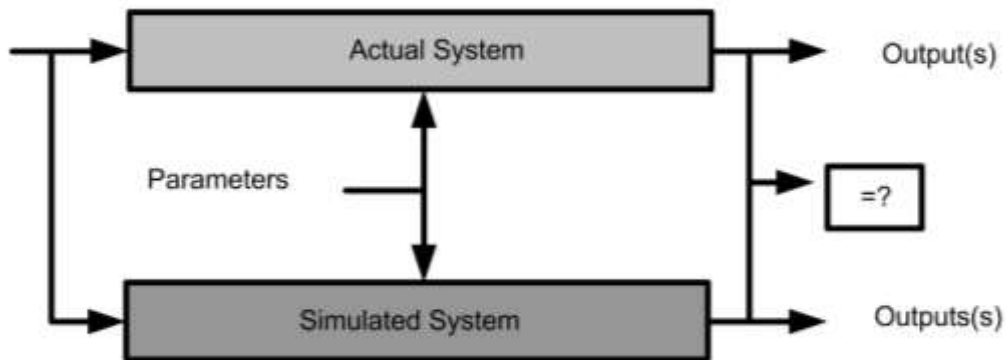 Actual System
Output(s)
Parameters
=?
Simulated System
Outputs(s)